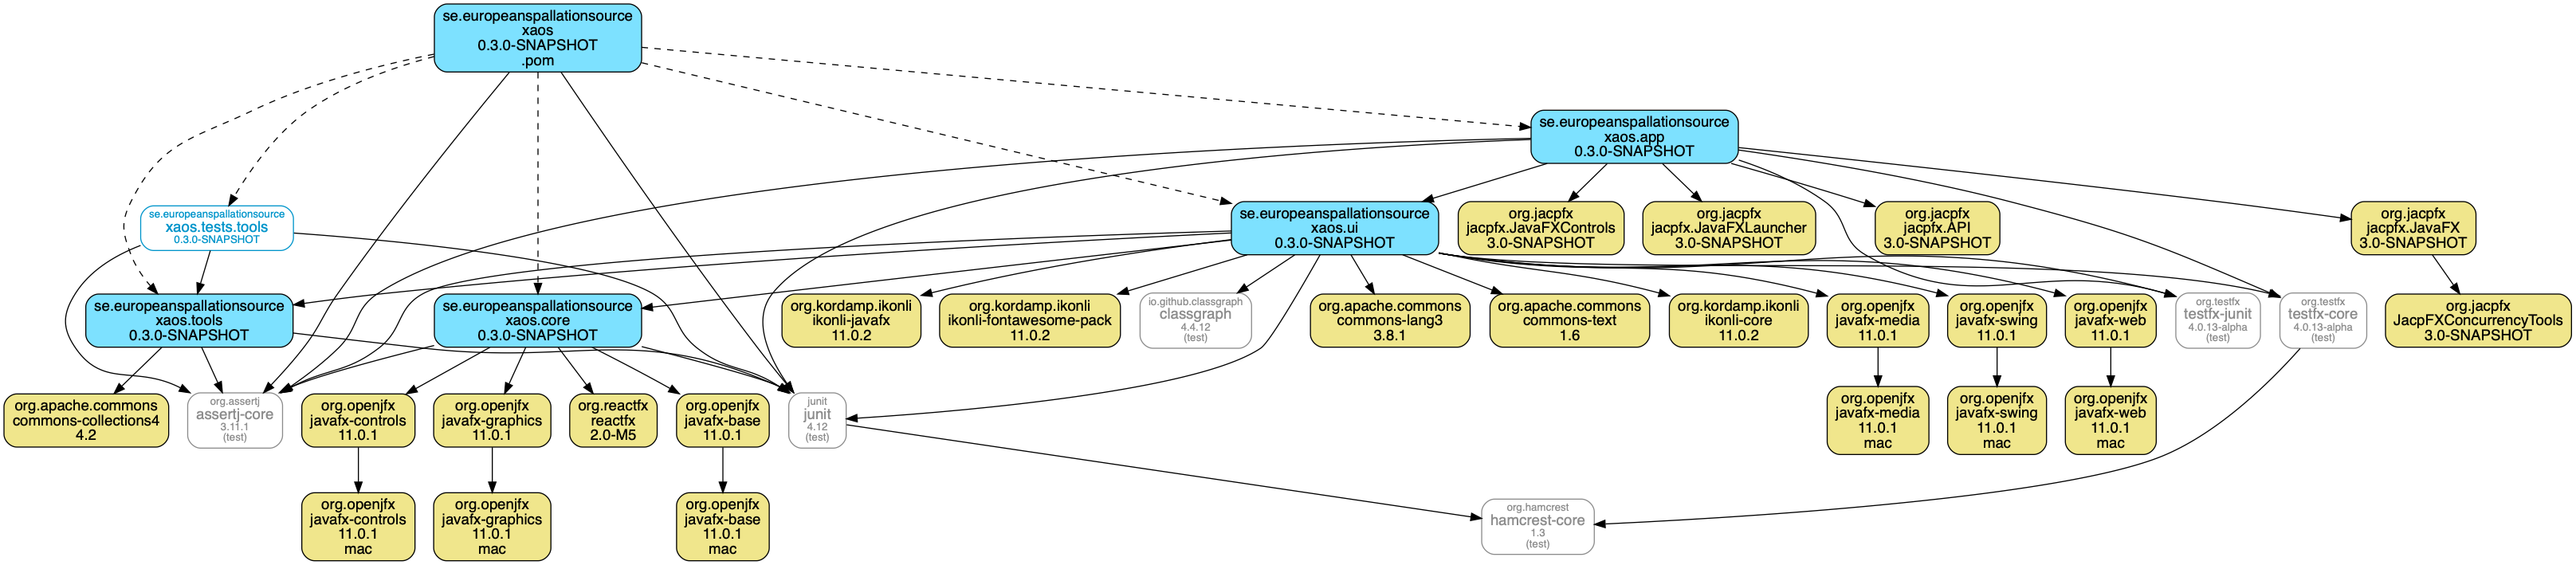 se.europeanspallationsource
xaos
0.3.0-SNAPSHOT
.pom
se.europeanspallationsource
xaos.app
0.3.0-SNAPSHOT
se.europeanspallationsource
xaos.tests.tools
0.3.0-SNAPSHOT
se.europeanspallationsource
xaos.ui
0.3.0-SNAPSHOT
org.jacpfx
jacpfx.JavaFXControls
3.0-SNAPSHOT
org.jacpfx
jacpfx.JavaFXLauncher
3.0-SNAPSHOT
org.jacpfx
jacpfx.API
3.0-SNAPSHOT
org.jacpfx
jacpfx.JavaFX
3.0-SNAPSHOT
se.europeanspallationsource
xaos.tools
0.3.0-SNAPSHOT
se.europeanspallationsource
xaos.core
0.3.0-SNAPSHOT
org.kordamp.ikonli
ikonli-javafx
11.0.2
org.kordamp.ikonli
ikonli-fontawesome-pack
11.0.2
io.github.classgraph
classgraph
4.4.12
(test)
org.apache.commons
commons-lang3
3.8.1
org.apache.commons
commons-text
1.6
org.kordamp.ikonli
ikonli-core
11.0.2
org.openjfx
javafx-media
11.0.1
org.openjfx
javafx-swing
11.0.1
org.openjfx
javafx-web
11.0.1
org.testfx
testfx-junit
4.0.13-alpha
(test)
org.testfx
testfx-core
4.0.13-alpha
(test)
org.jacpfx
JacpFXConcurrencyTools
3.0-SNAPSHOT
org.apache.commons
commons-collections4
4.2
org.assertj
assertj-core
3.11.1
(test)
org.openjfx
javafx-controls
11.0.1
org.openjfx
javafx-graphics
11.0.1
org.reactfx
reactfx
2.0-M5
org.openjfx
javafx-base
11.0.1
junit
junit
4.12
(test)
org.openjfx
javafx-media
11.0.1
mac
org.openjfx
javafx-swing
11.0.1
mac
org.openjfx
javafx-web
11.0.1
mac
org.openjfx
javafx-controls
11.0.1
mac
org.openjfx
javafx-graphics
11.0.1
mac
org.openjfx
javafx-base
11.0.1
mac
org.hamcrest
hamcrest-core
1.3
(test)